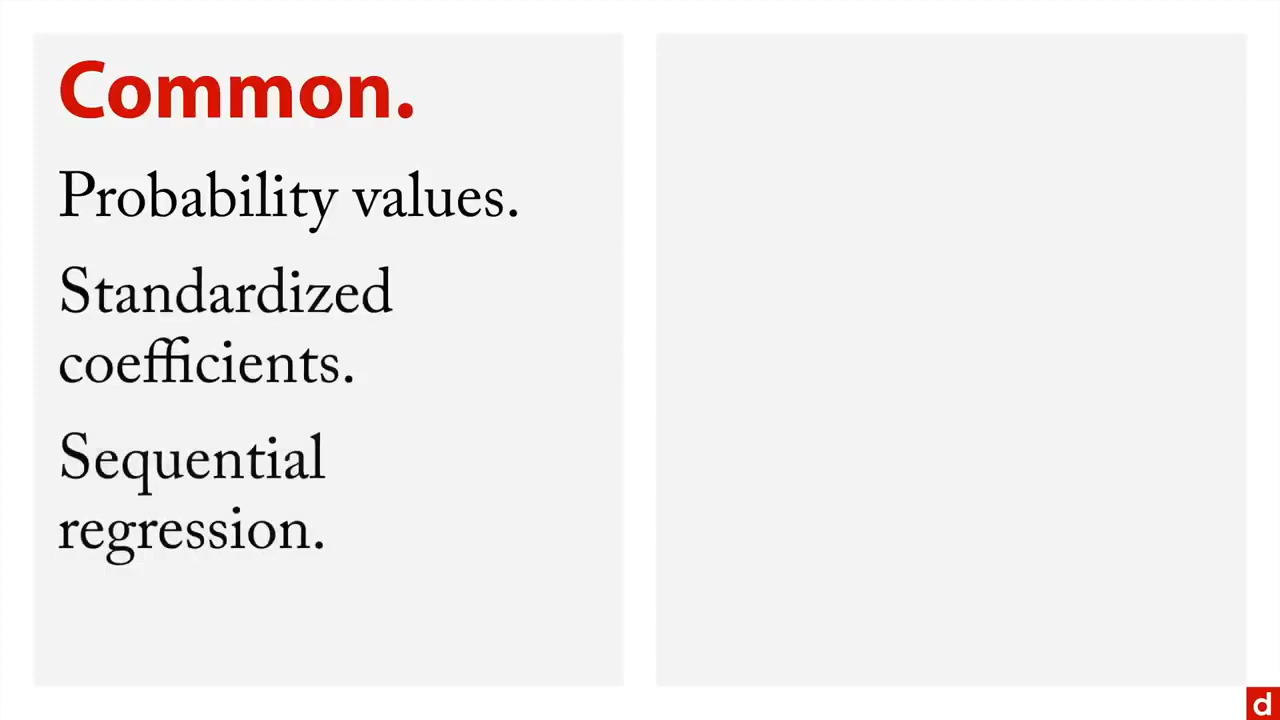 Common.
Probability values.
Standardized
coefficients.
Sequential
regression.
d